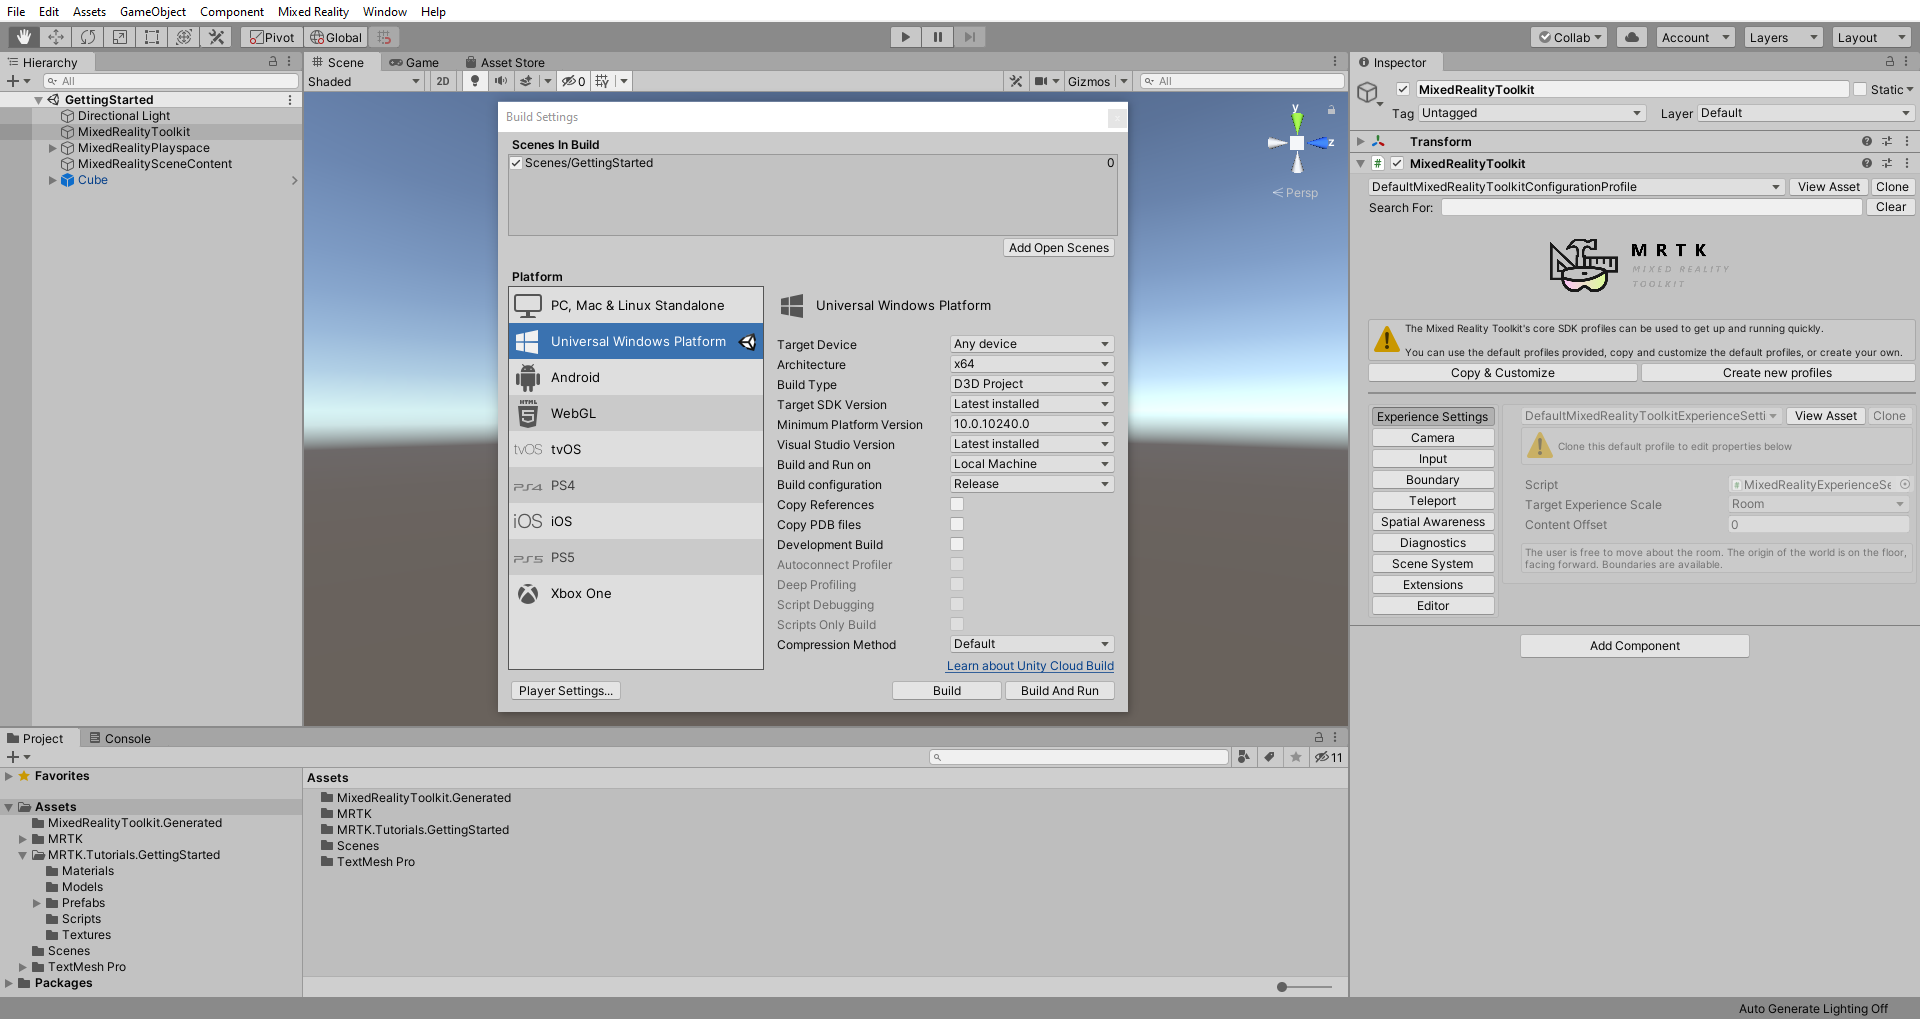 File Edit Assets GameObject Component Mixed Reality Window Help
Pivot Global Collab Account Layers Layout
Hierarchy
All
GettingStarted
Directional Light
MixedRealityToolkit
MixedRealityPlayspace
MixedRealitySceneContent
Cube
Scene Game Asset Store
Shaded 2D 0 Gizmos All
y
z
Persp
Build Settings
Scenes In Build
Scenes/GettingStarted 0
Add Open Scenes
Platform
PC, Mac & Linux Standalone
Universal Windows Platform
Android
HTML
5
WebGL
tvOS tvOS
PS4 PS4
iOS iOS
PS5 PS5
Xbox One
Universal Windows Platform
Target Device Any device
Architecture x64
Build Type D3D Project
Target SDK Version Latest installed
Minimum Platform Version 10.0.10240.0
Visual Studio Version Latest installed
Build and Run on Local Machine
Build configuration Release
Copy References
Copy PDB files
Development Build
Autoconnect Profiler
Deep Profiling
Script Debugging
Scripts Only Build
Compression Method Default
Learn about Unity Cloud Build
Player Settings... Build Build And Run
Inspector
MixedRealityToolkit Static
Tag Untagged Layer Default
Transform
# MixedRealityToolkit
DefaultMixedRealityToolkitConfigurationProfile View Asset Clone
Search For: Clear
MRTK
MIXED REALITY
TOOLKIT
The Mixed Reality Toolkit's core SDK profiles can be used to get up and running quickly.
You can use the default profiles provided, copy and customize the default profiles, or create your own.
Copy & Customize Create new profiles
Experience Settings
Camera
Input
Boundary
Teleport
Spatial Awareness
Diagnostics
Scene System
Extensions
Editor
DefaultMixedRealityToolkitExperienceSetti View Asset Clone
Clone this default profile to edit properties below
Script # MixedRealityExperienceSe
Target Experience Scale Room
Content Offset 0
The user is free to move about the room. The origin of the world is on the floor,
facing forward. Boundaries are available.
Add Component
Project Console
11
Favorites
Assets
MixedRealityToolkit.Generated
MRTK
MRTK.Tutorials.GettingStarted
Materials
Models
Prefabs
Scripts
Textures
Scenes
TextMesh Pro
Packages
Assets
MixedRealityToolkit.Generated
MRTK
MRTK.Tutorials.GettingStarted
Scenes
TextMesh Pro
Auto Generate Lighting Off